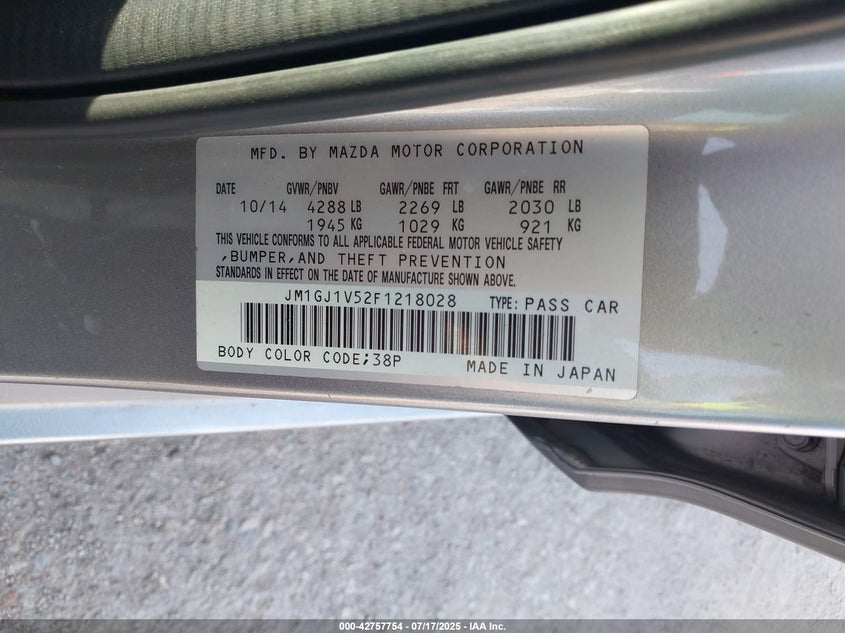 MFD. BY MAZDA MOTOR CORPORATION
DATE GVWR/PNBV GAWR/PNBE FRT GAWR/PNBE RR
10/14 4288 LB 2269 LB 2030 LB
1945 KG 1029 KG 921 KG
THIS VEHICLE CONFORMS TO ALL APPLICABLE FEDERAL MOTOR VEHICLE SAFETY
,BUMPER,AND THEFT PREVENTION
STANDARDS IN EFFECT ON THE DATE OF MANUFACTURE SHOWN ABOVE.
JM1GJ1V52F1218028 TYPE: PASS CAR
BODY COLOR CODE;38P MADE IN JAPAN
000-42757754 - 07/17/2025 - IAA Inc.